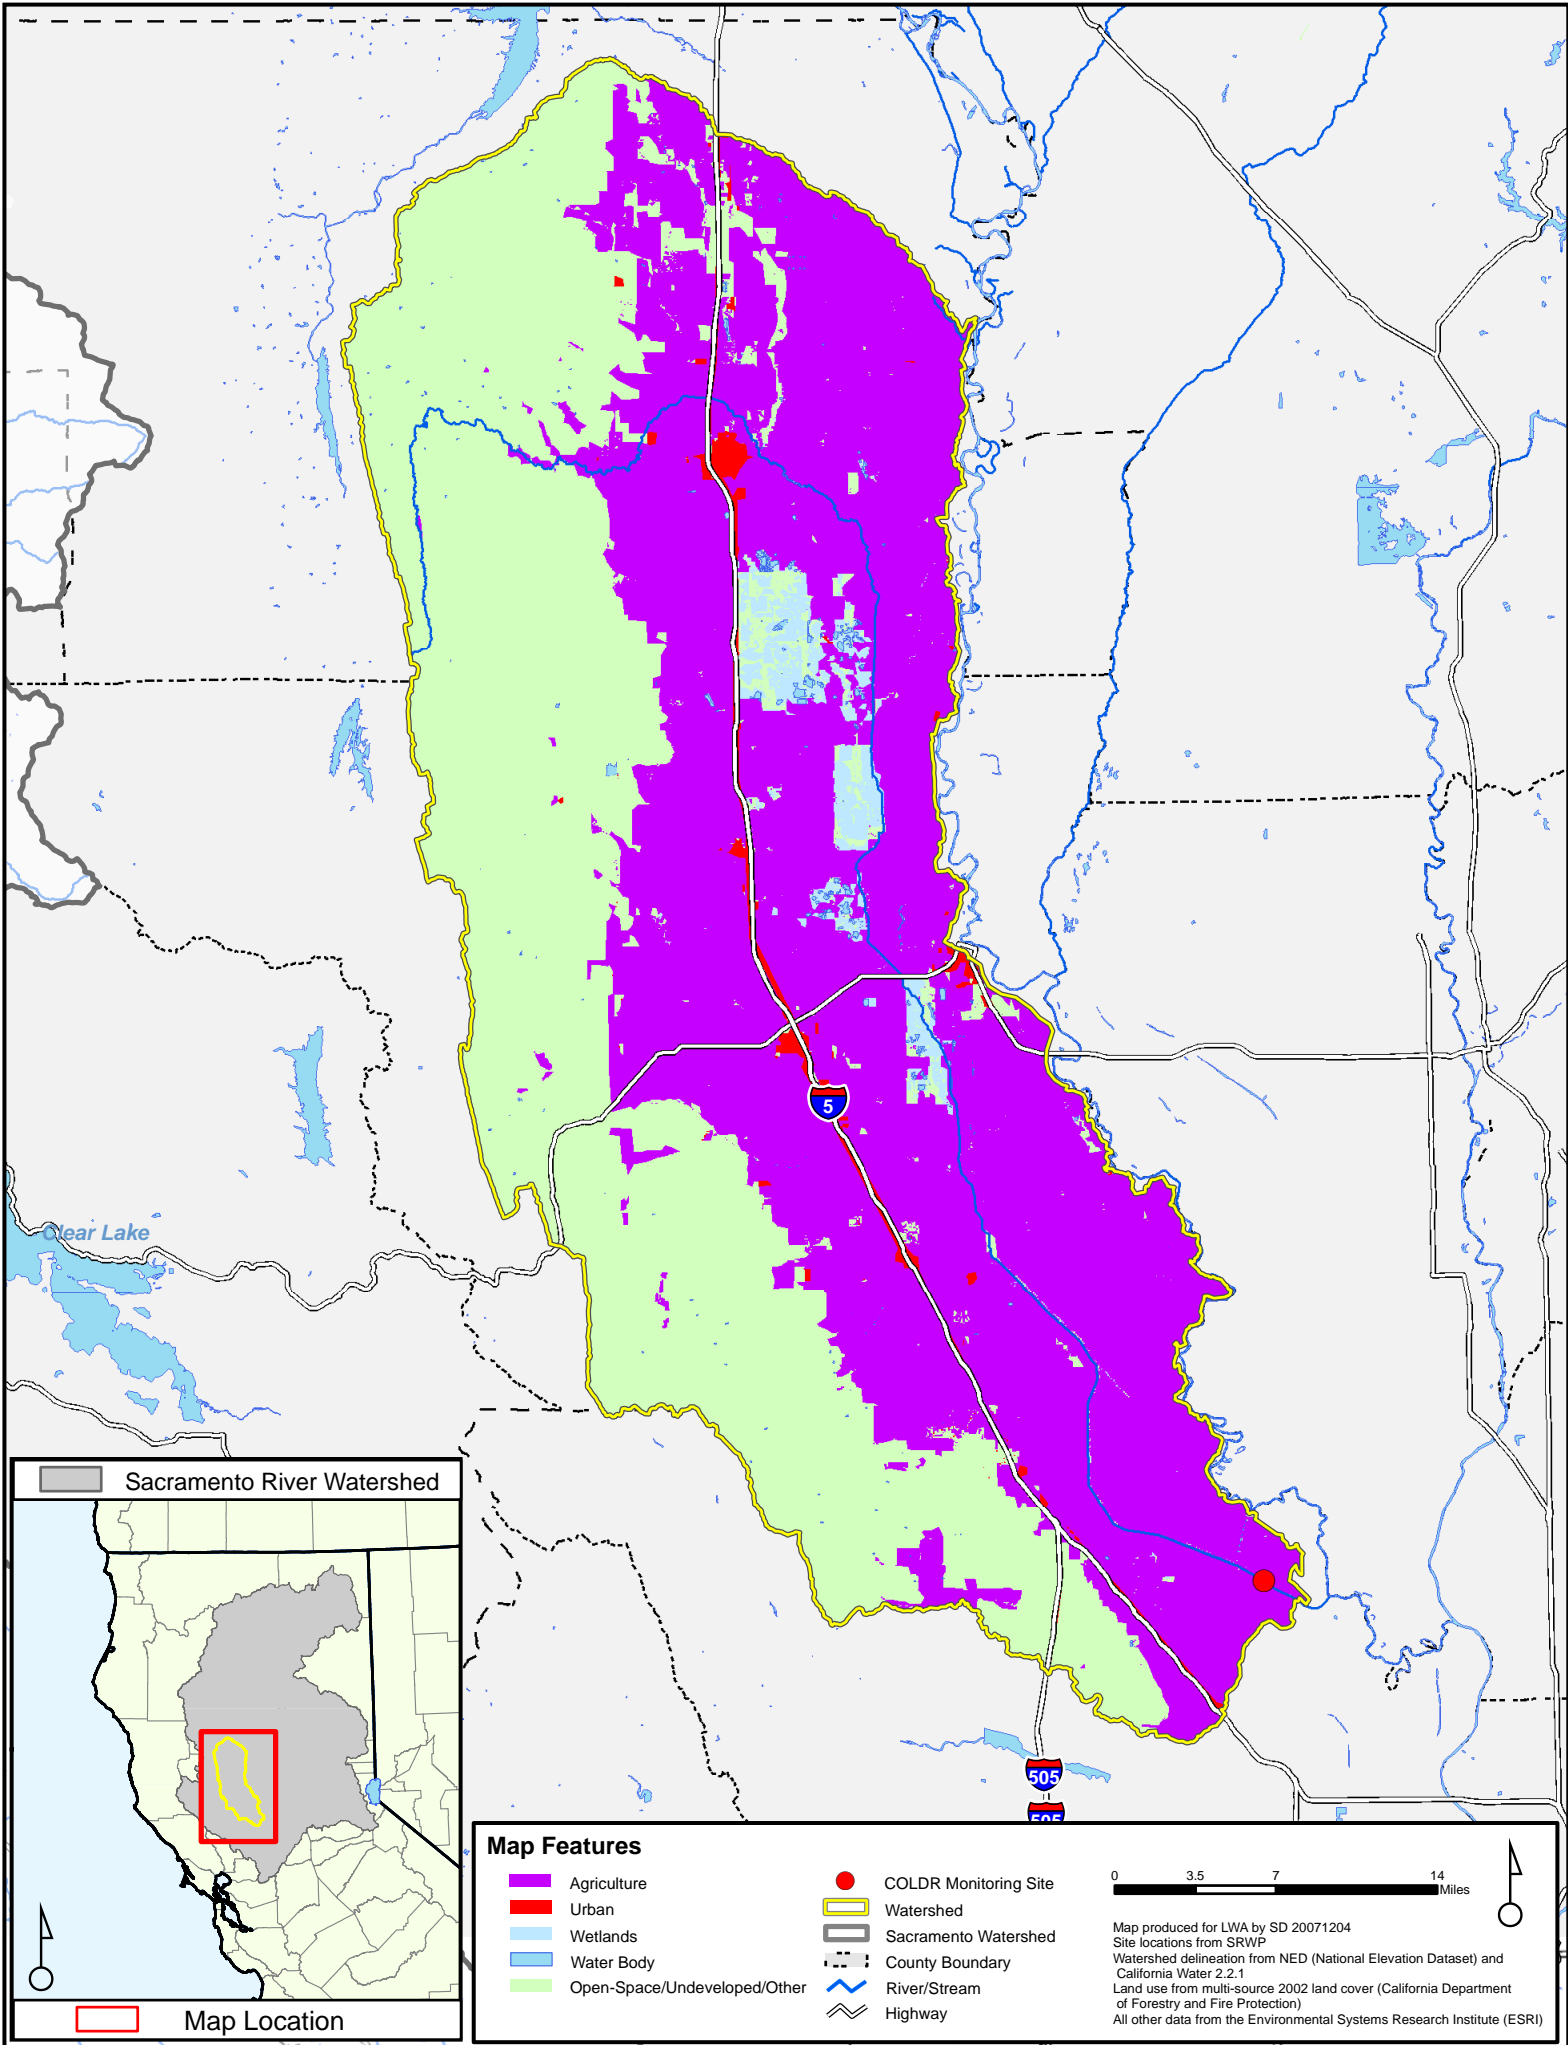 Clear Lake
5
505
505
Sacramento River Watershed
Map Location
Map Features
Agriculture
Urban
Wetlands
Water Body
Open-Space/Undeveloped/Other
COLDR Monitoring Site
Watershed
Sacramento Watershed
County Boundary
River/Stream
Highway
0 3.5 7 14
Miles
Map produced for LWA by SD 20071204
Site locations from SRWP
Watershed delineation from NED (National Elevation Dataset) and
California Water 2.2.1
Land use from multi-source 2002 land cover (California Department
of Forestry and Fire Protection)
All other data from the Environmental Systems Research Institute (ESRI)